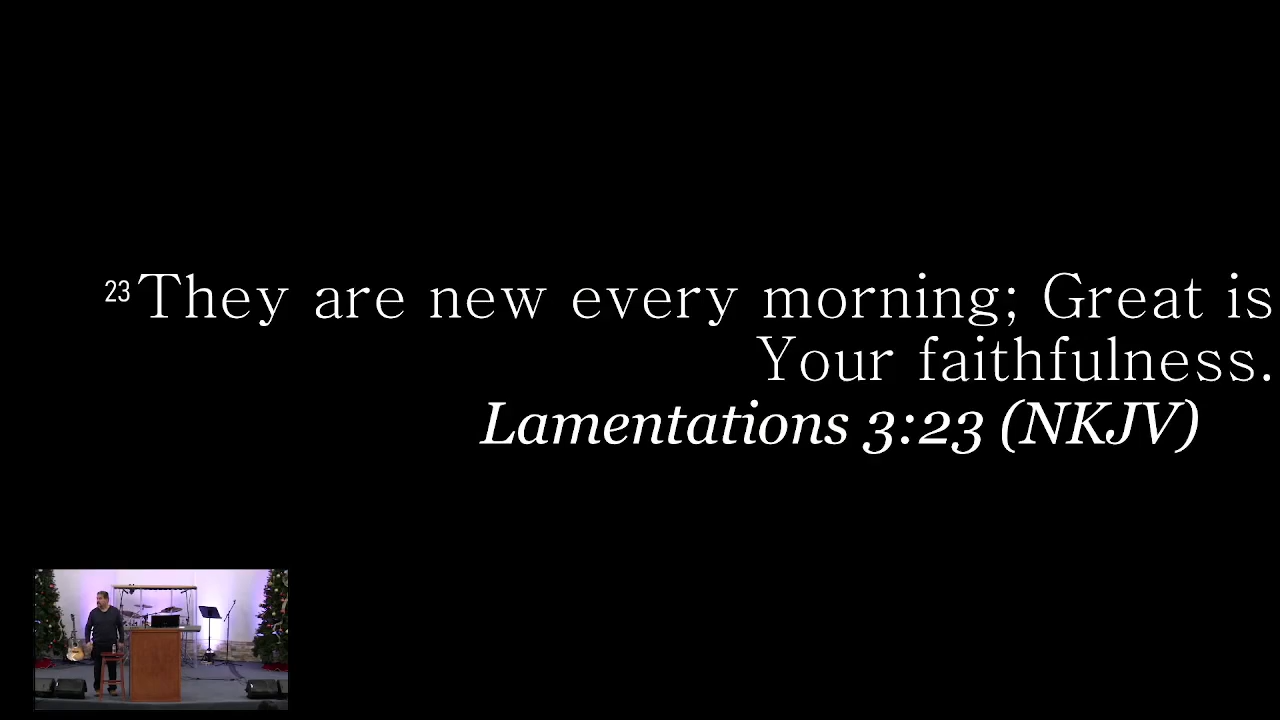 23They are new every morning; Great is
Your faithfulness.
Lamentations 3:23 (NKJV)